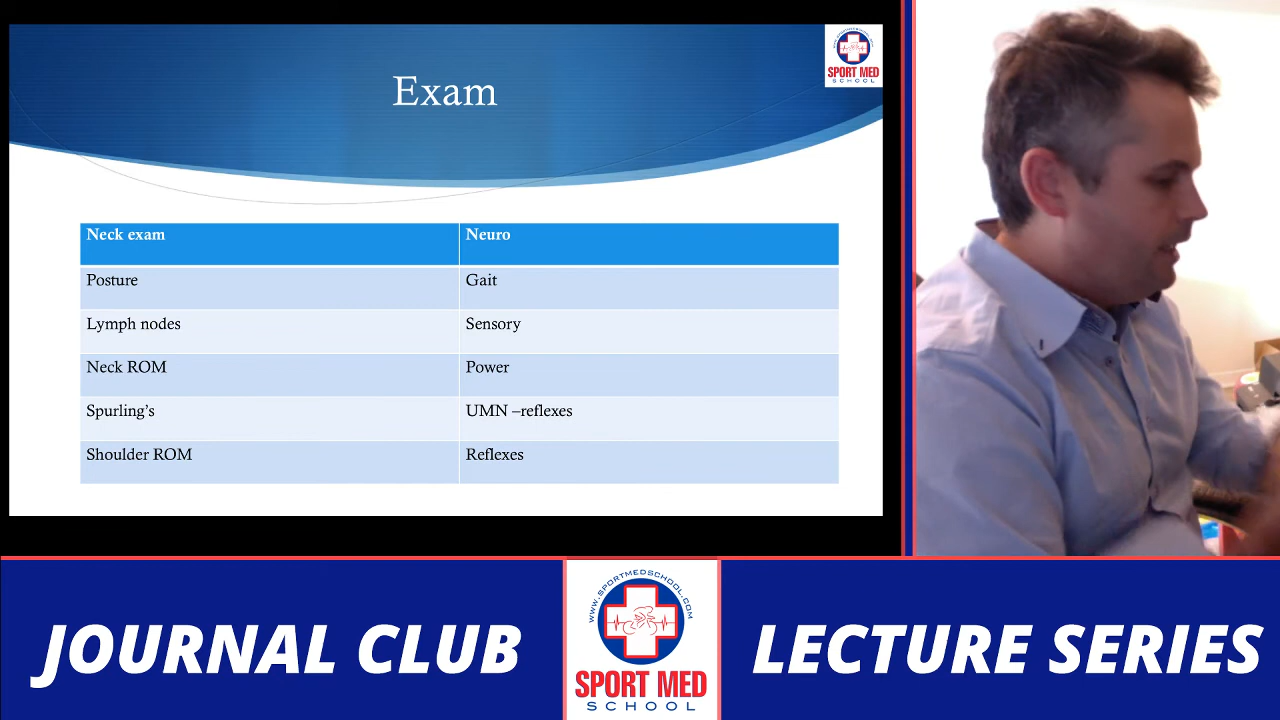 Exam
SPORT MED
SCHOOL
Neck exam Neuro
Posture Gait
Lymph nodes Sensory
Neck ROM Power
Spurling's UMN –reflexes
Shoulder ROM Reflexes
JOURNAL CLUB
WWW.SPORTMEDSCHOOL.COM
SPORT MED
SCHOOL
LECTURE SERIES